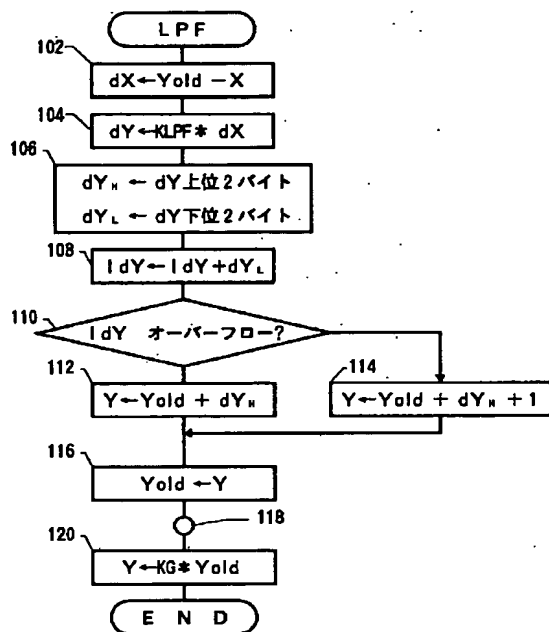 LPF
102
dX←Yold－X
104
dY←KLPF* dX
106
dYH ← dY上位2バイト
dYL ← dY下位2バイト
108
IdY←IdY+dYL
110
IdY オーバーフロー?
112
Y←Yold + dYH
114
Y←Yold + dYH + 1
116
Yold←Y
118
120
Y←KG*Yold
END